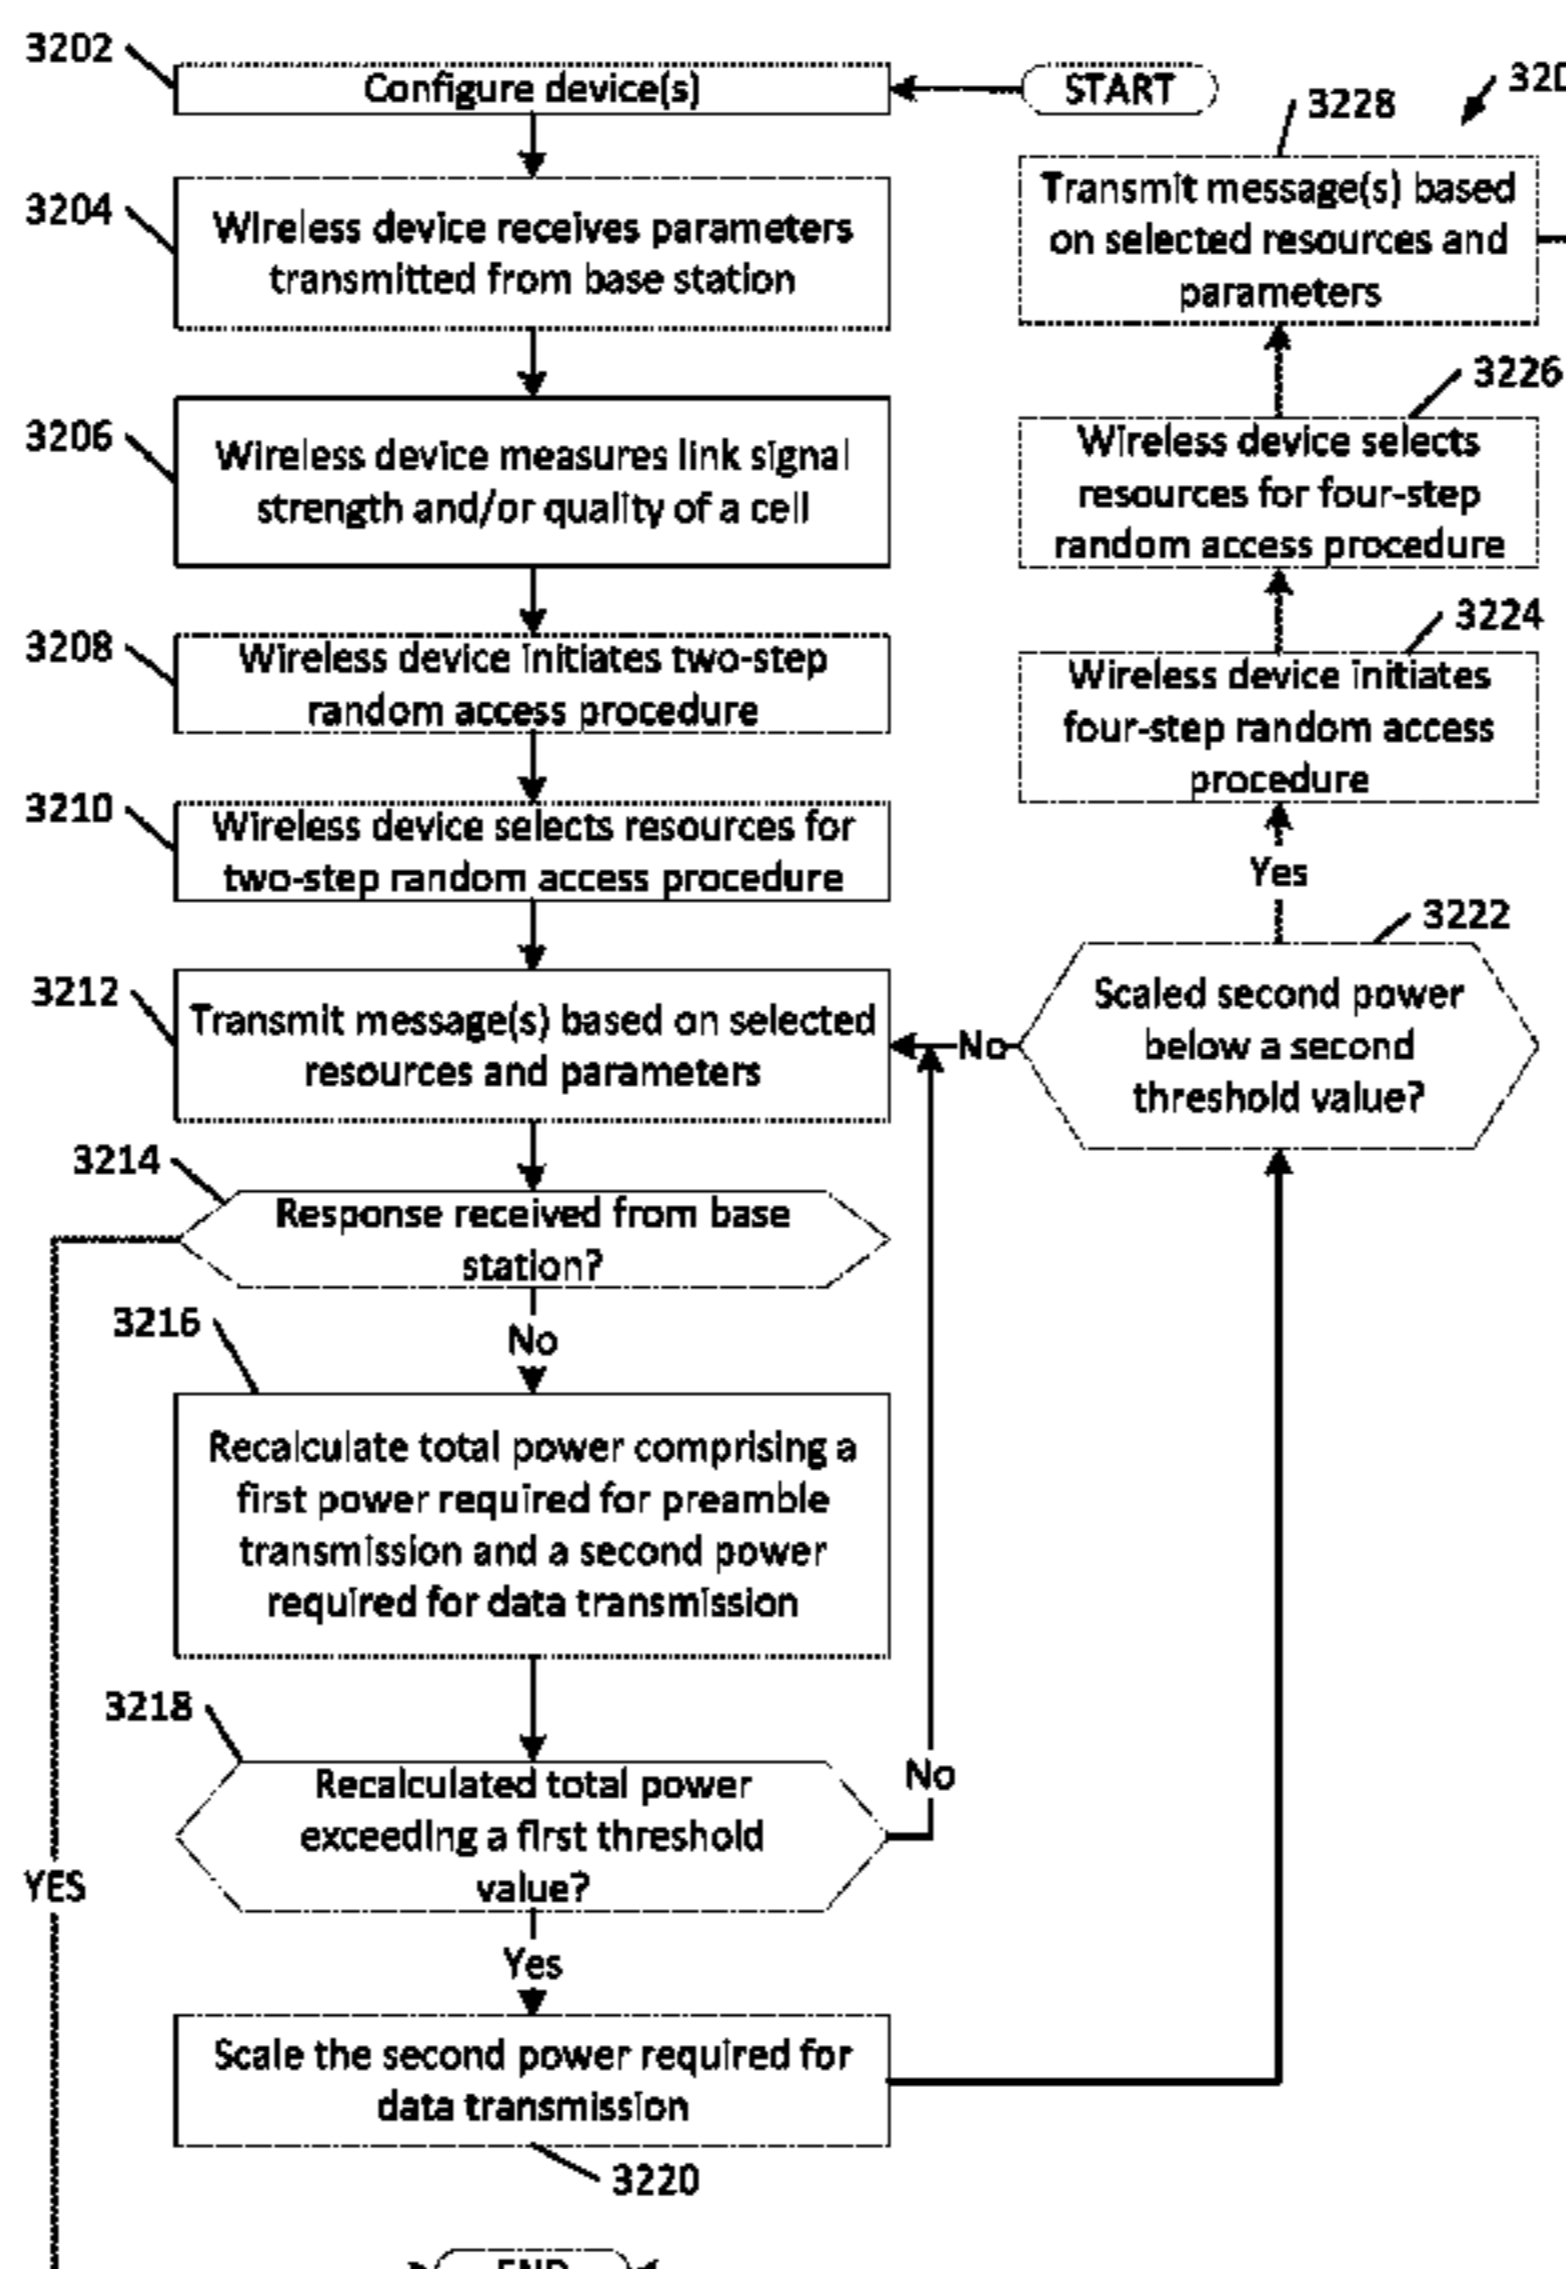 3202
Configure device(s)
START
320
3204
Wireless device receives parameters
transmitted from base station
3206
Wireless device measures link signal
strength and/or quality of a cell
3208
Wireless device initiates two-step
random access procedure
3210
Wireless device selects resources for
two-step random access procedure
3212
Transmit message(s) based on selected
resources and parameters
3214
Response received from base
station?
No
YES
3216
Recalculate total power comprising a
first power required for preamble
transmission and a second power
required for data transmission
3218
Recalculated total power
exceeding a first threshold
value?
No
Yes
Scale the second power required for
data transmission
3220
3222
Scaled second power
below a second
threshold value?
No
Yes
3224
Wireless device initiates
four-step random access
procedure
3226
Wireless device selects
resources for four-step
random access procedure
3228
Transmit message(s) based
on selected resources and
parameters
END